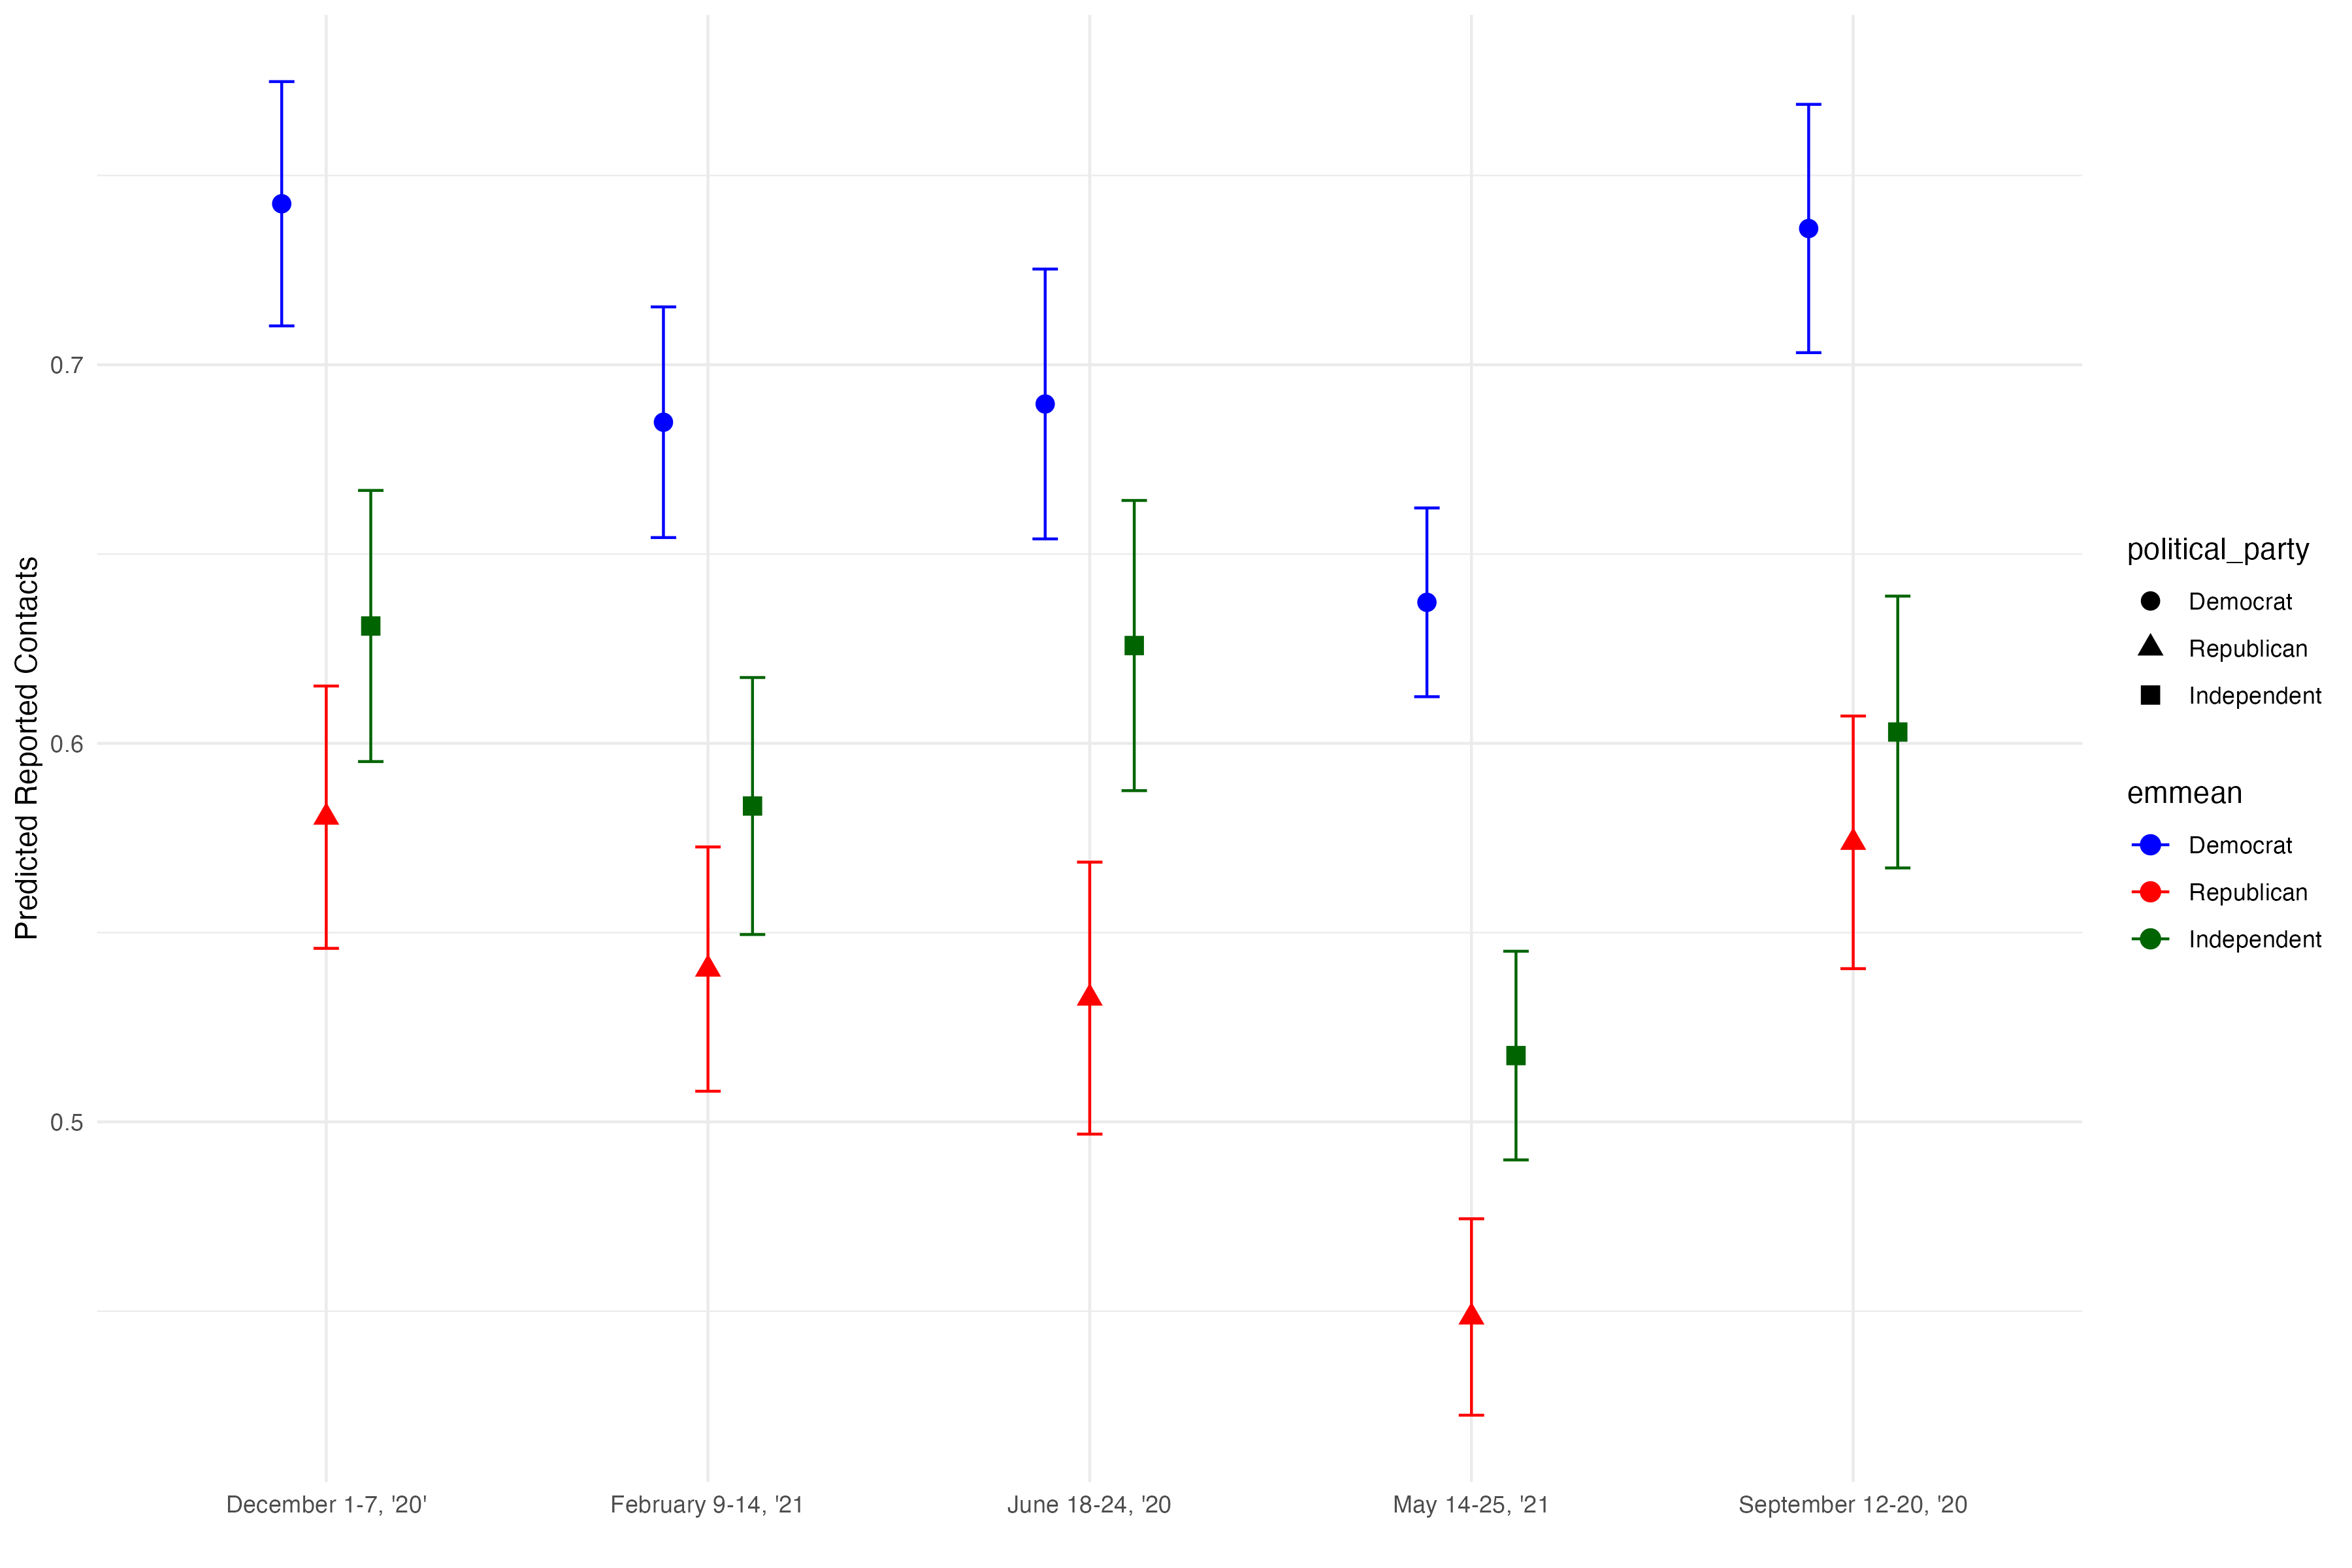 Predicted Reported Contacts
0.7
0.6
0.5
December 1-7, '20'
February 9-14, '21
June 18-24, '20
May 14-25, '21
September 12-20, '20
political_party
Democrat
Republican
Independent
emmean
Democrat
Republican
Independent